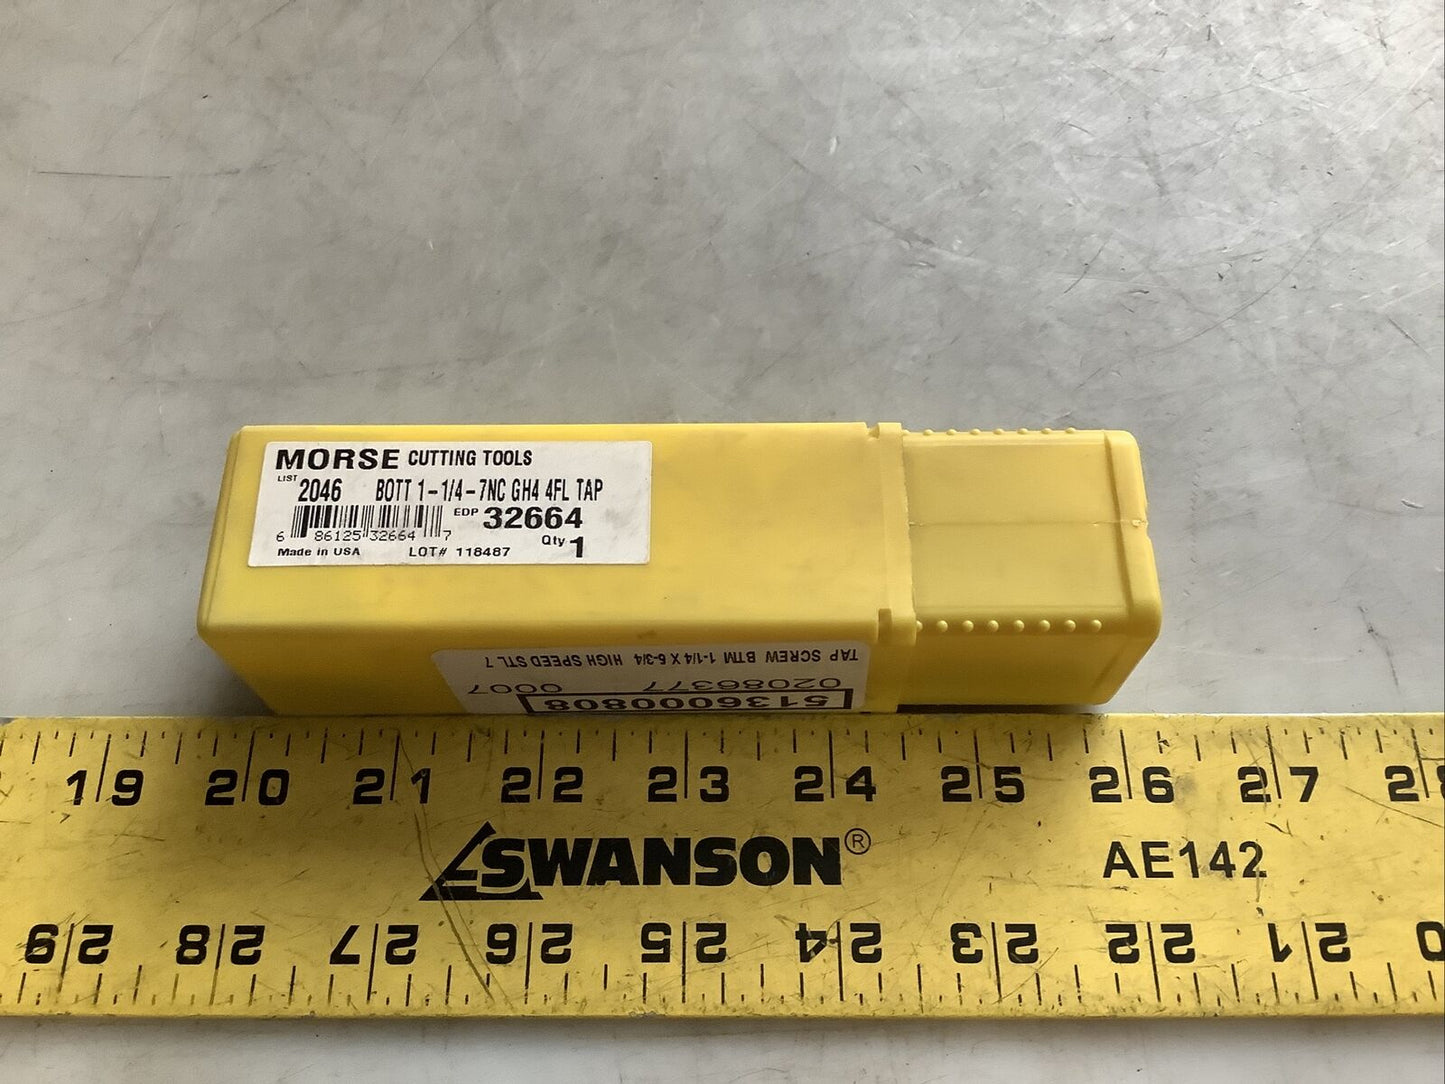 MORSE CUTTING TOOLS
LIST 2046 BOTT 1-1/4-7NC GH4 4FL TAP
EDP 32664
6 86125 32664 7
Qty 1
Made in USA LOT# 118487
TAP SCREW BTM 1-1/4 X 6-3/4 HIGH SPEED STL 7
02086377 0007
5136000808
19 20 21 22 23 24 25 26 27 28
SWANSON® AE142
29 28 27 26 25 24 23 22 21 20